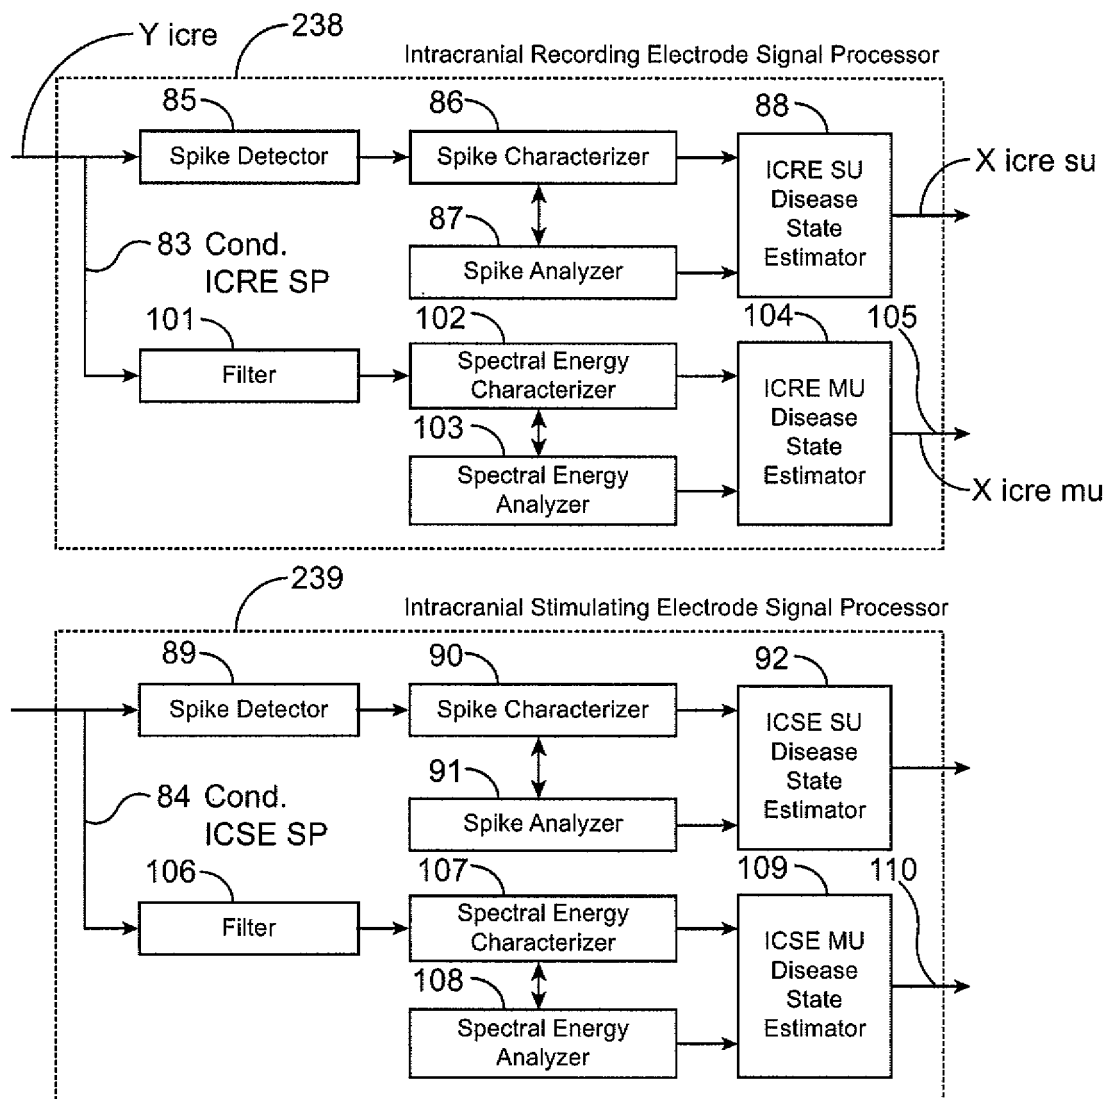 Y icre
238
Intracranial Recording Electrode Signal Processor
85
86
88
Spike Detector
Spike Characterizer
ICRE SU
Disease
State
Estimator
X icre su
87
Spike Analyzer
83 Cond.
ICRE SP
101
102
104
105
Filter
Spectral Energy
Characterizer
ICRE MU
Disease
State
Estimator
103
Spectral Energy
Analyzer
X icre mu
239
Intracranial Stimulating Electrode Signal Processor
89
90
92
Spike Detector
Spike Characterizer
ICSE SU
Disease
State
Estimator
91
Spike Analyzer
84 Cond.
ICSE SP
106
107
109
110
Filter
Spectral Energy
Characterizer
ICSE MU
Disease
State
Estimator
108
Spectral Energy
Analyzer